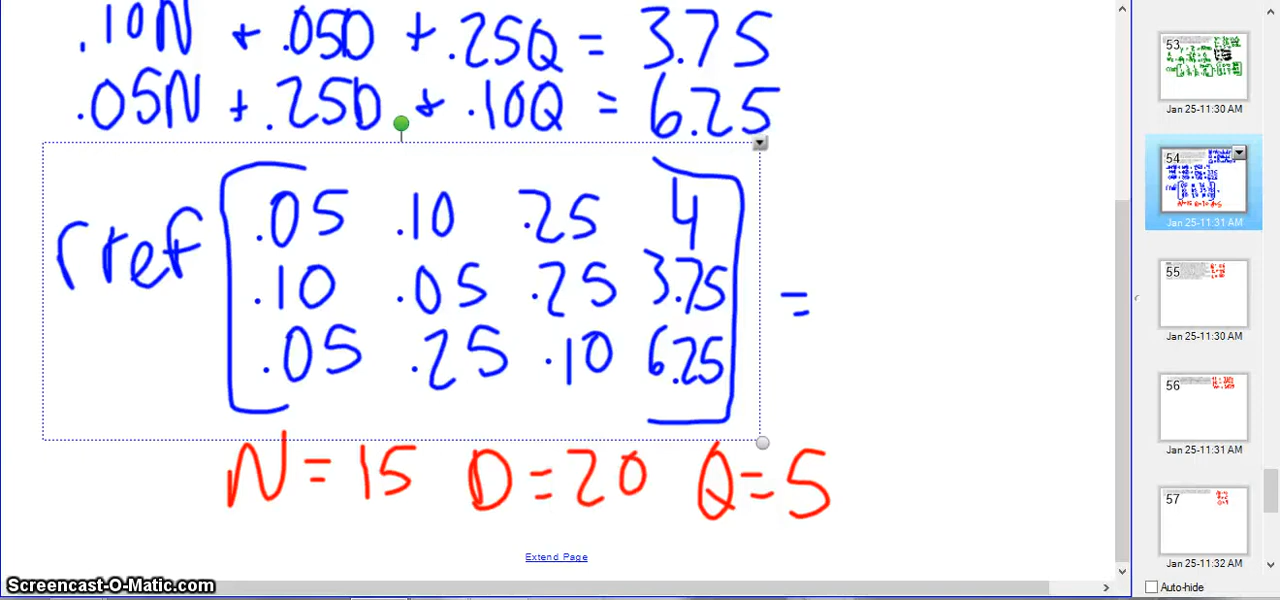 .10N + .05D + .25Q = 3.75
.05N + .25D + .10Q = 6.25
rref [ .05 .10 .25 4
.10 .05 .25 3.75
.05 .25 .10 6.25 ] =
N = 15 D = 20 Q = 5
Extend Page
Screencast-O-Matic.com
53
Jan 25-11:30 AM
54
Jan 25-11:31 AM
55
Jan 25-11:30 AM
56
Jan 25-11:31 AM
57
Jan 25-11:32 AM
Auto-hide